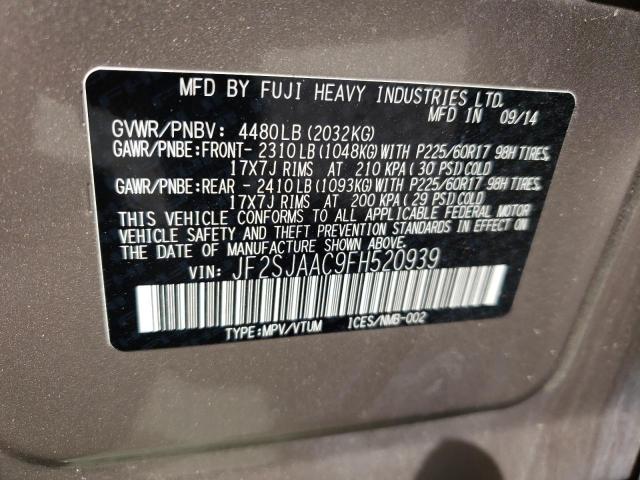 MFD BY FUJI HEAVY INDUSTRIES LTD.
MFD IN 09/14
GVWR/PNBV: 4480LB (2032KG)
GAWR/PNBE:FRONT- 2310LB (1048KG) WITH P225/60R17 98H TIRES,
17X7J RIMS AT 210 KPA ( 30 PSI) COLD
GAWR/PNBE:REAR - 2410LB (1093KG) WITH P225/60R17 98H TIRES,
17X7J RIMS AT 200 KPA (29 PSI) COLD
THIS VEHICLE CONFORMS TO ALL APPLICABLE FEDERAL MOTOR
VEHICLE SAFETY AND THEFT PREVENTION STANDARDS IN EFFECT ON
THE DATE OF MANUFACTURE SHOWN ABOVE.
VIN: JF2SJAAC9FH520939
TYPE:MPV/VTUM ICES/NMB-002